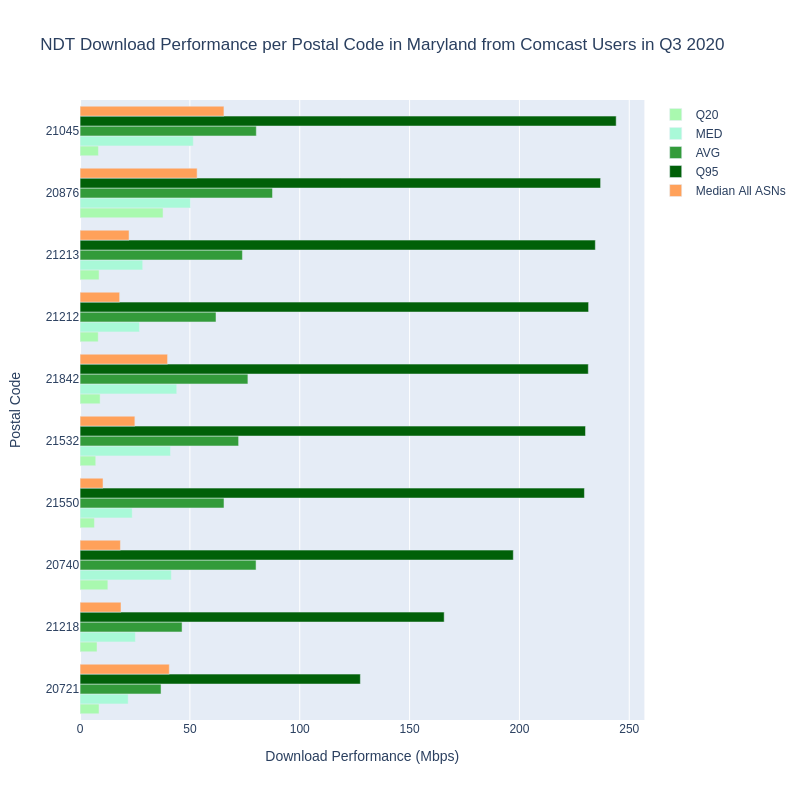 NDT Download Performance per Postal Code in Maryland from Comcast Users in Q3 2020
Q20
MED
AVG
Q95
Median All ASNs
Postal Code
21045
20876
21213
21212
21842
21532
21550
20740
21218
20721
0 50 100 150 200 250
Download Performance (Mbps)